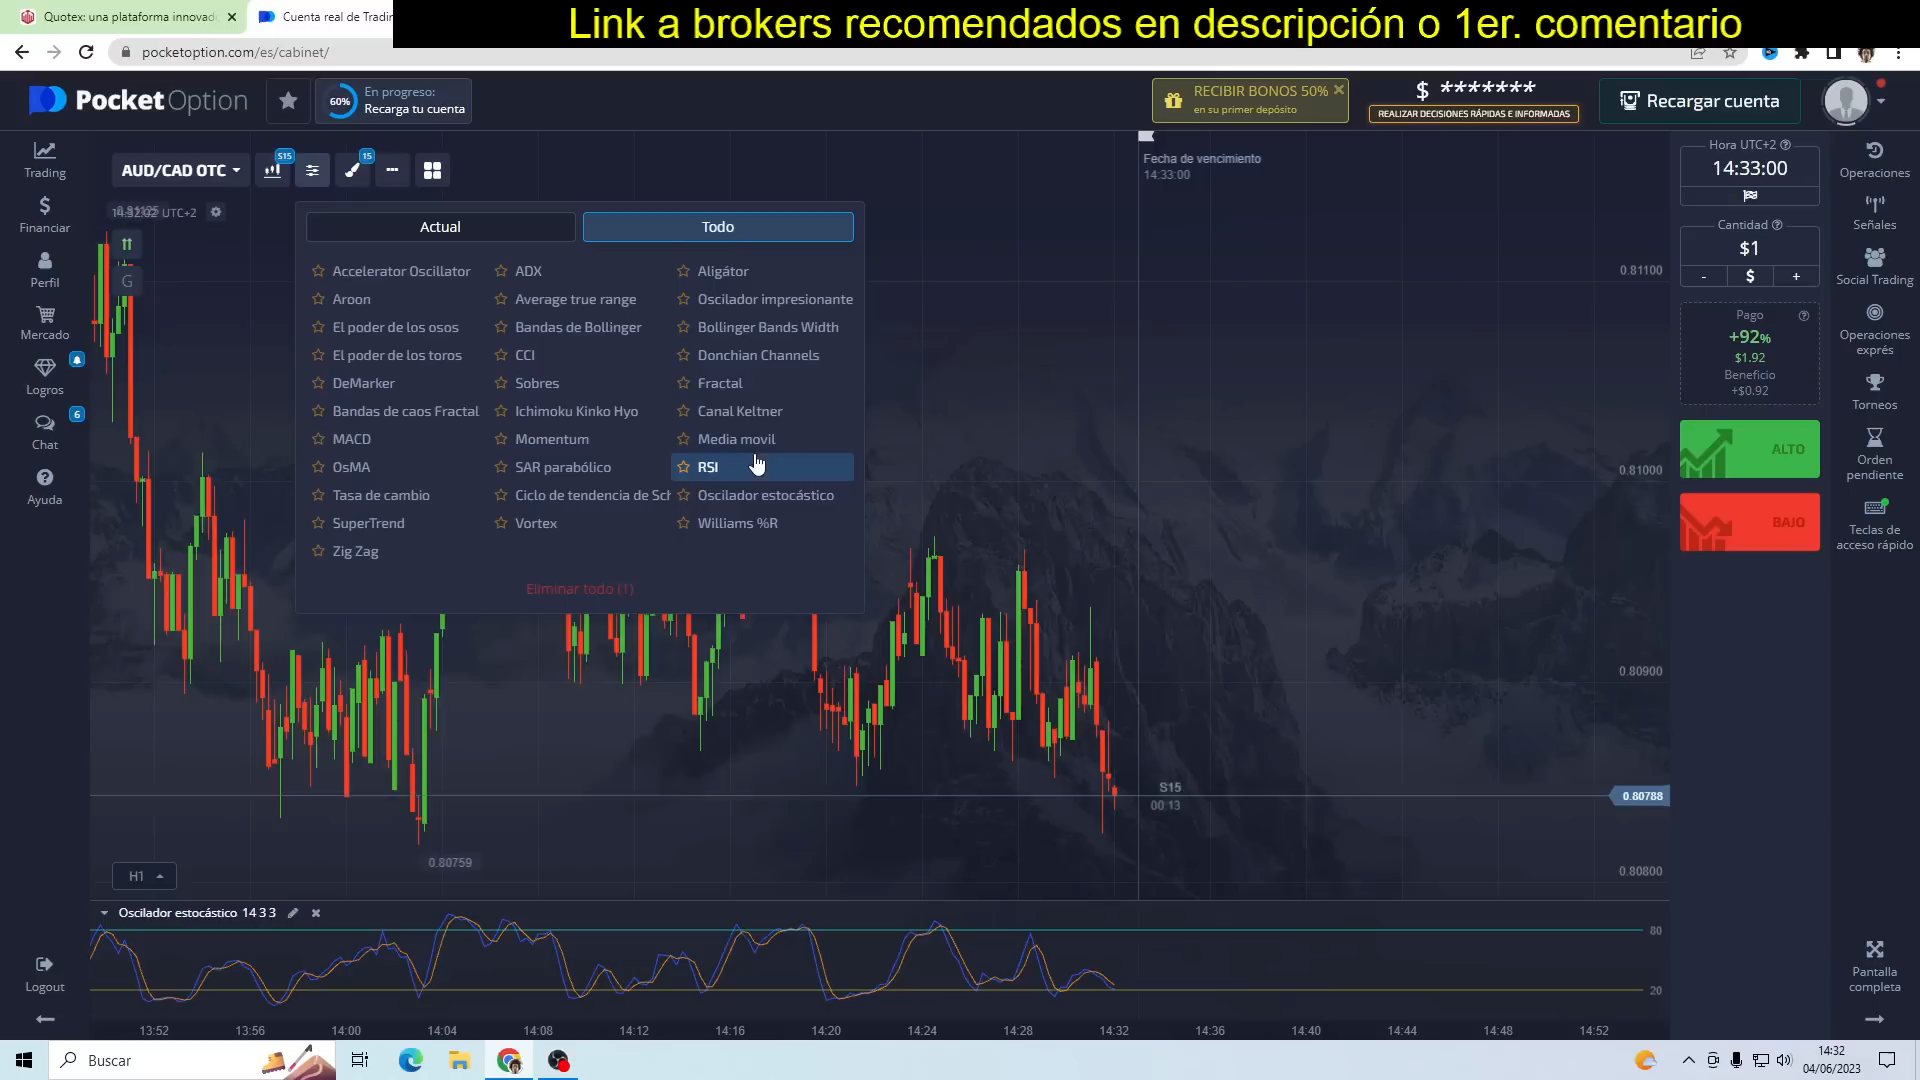 Quotex: una plataforma innovad
Cuenta real de Tradin
Link a brokers recomendados en descripción o 1er. comentario
pocketoption.com/es/cabinet/
PocketOption
60%
En progreso:
Recarga tu cuenta
RECIBIR BONOS 50%
en su primer depósito
$ *******
REALIZAR DECISIONES RÁPIDAS E INFORMADAS
Recargar cuenta
Trading
Financiar
Perfil
Mercado
Logros
6
Chat
Ayuda
Logout
AUD/CAD OTC
S15
15
14:32:02 UTC+2
G
Fecha de vencimiento
14:33:00
Actual
Todo
Accelerator Oscillator
ADX
Aligátor
Aroon
Average true range
Oscilador impresionante
El poder de los osos
Bandas de Bollinger
Bollinger Bands Width
El poder de los toros
CCI
Donchian Channels
DeMarker
Sobres
Fractal
Bandas de caos Fractal
Ichimoku Kinko Hyo
Canal Keltner
MACD
Momentum
Media movil
OsMA
SAR parabólico
RSI
Tasa de cambio
Ciclo de tendencia de Sch
Oscilador estocástico
SuperTrend
Vortex
Williams %R
Zig Zag
Eliminar todo (1)
0.81100
0.81000
0.80900
0.80788
0.80800
S15
00:13
0.80759
H1
Oscilador estocástico 14 3 3
80
20
13:52
13:56
14:00
14:04
14:08
14:12
14:16
14:20
14:24
14:28
14:32
14:36
14:40
14:44
14:48
14:52
Hora UTC+2
14:33:00
Cantidad
$1
-
$
+
Pago
+92%
$1.92
Beneficio
+$0.92
ALTO
BAJO
Operaciones
Señales
Social Trading
Operaciones
exprés
Torneos
Orden
pendiente
Teclas de
acceso rápido
Pantalla
completa
Buscar
14:32
04/06/2023